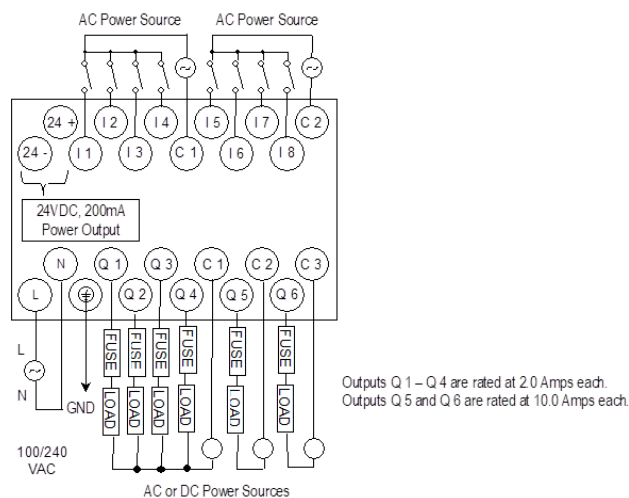 AC Power Source
AC Power Source
24 +
I 2
I 4
I 5
I 7
C 2
24 -
I 1
I 3
C 1
I 6
I 8
24VDC, 200mA
Power Output
N
Q 1
Q 3
C 1
C 2
C 3
L
Q 2
Q 4
Q 5
Q 6
FUSE
FUSE
FUSE
FUSE
FUSE
FUSE
L
N
GND
LOAD
LOAD
LOAD
LOAD
LOAD
LOAD
Outputs Q 1 – Q 4 are rated at 2.0 Amps each.
Outputs Q 5 and Q 6 are rated at 10.0 Amps each.
100/240
VAC
AC or DC Power Sources